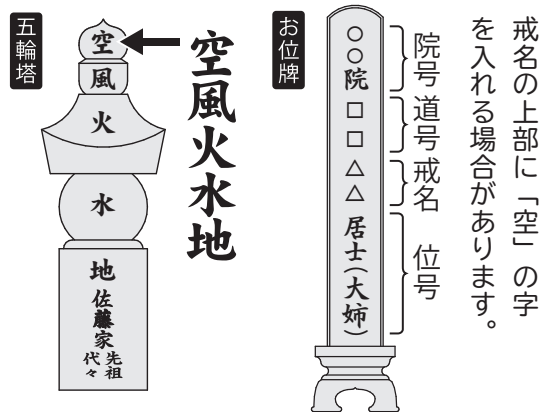 戒名の上部に「空」の字
を入れる場合があります。
お位牌
○○院
□□
△△
居士(大姉)
院号
道号
戒名
位号
空風火水地
五輪塔
空
風
火
水
地
佐藤家
先祖
代々